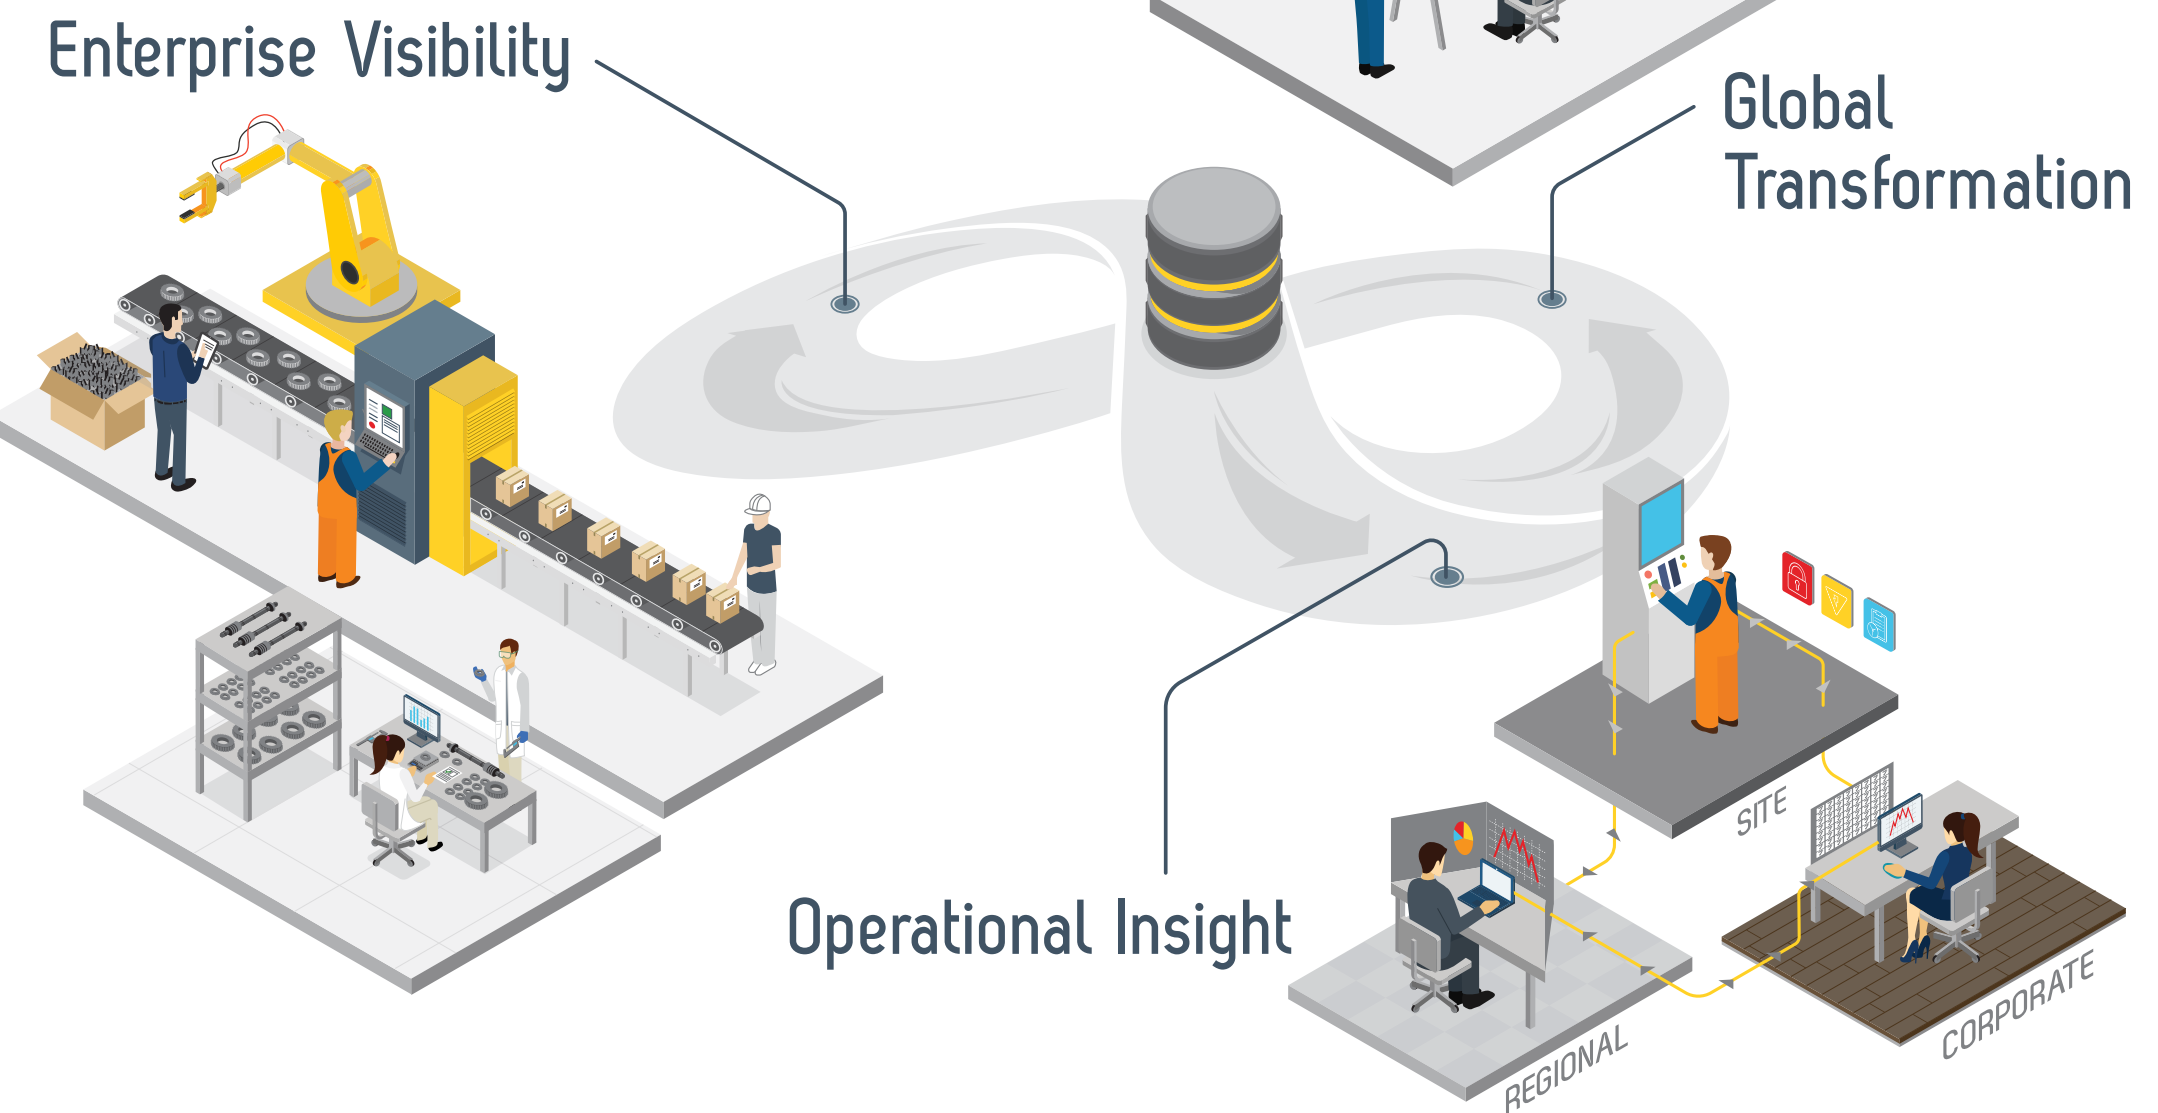 Enterprise Visibility
Global
Transformation
Operational Insight
SITE
REGIONAL
CORPORATE